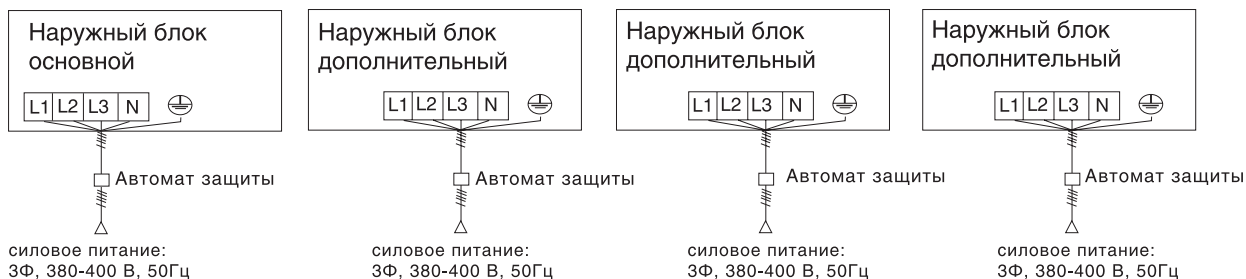 Наружный блок
основной
L1 L2 L3 N
Автомат защиты
силовое питание:
3Ф, 380-400 В, 50Гц
Наружный блок
дополнительный
L1 L2 L3 N
Автомат защиты
силовое питание:
3Ф, 380-400 В, 50Гц
Наружный блок
дополнительный
L1 L2 L3 N
Автомат защиты
силовое питание:
3Ф, 380-400 В, 50Гц
Наружный блок
дополнительный
L1 L2 L3 N
Автомат защиты
силовое питание:
3Ф, 380-400 В, 50Гц